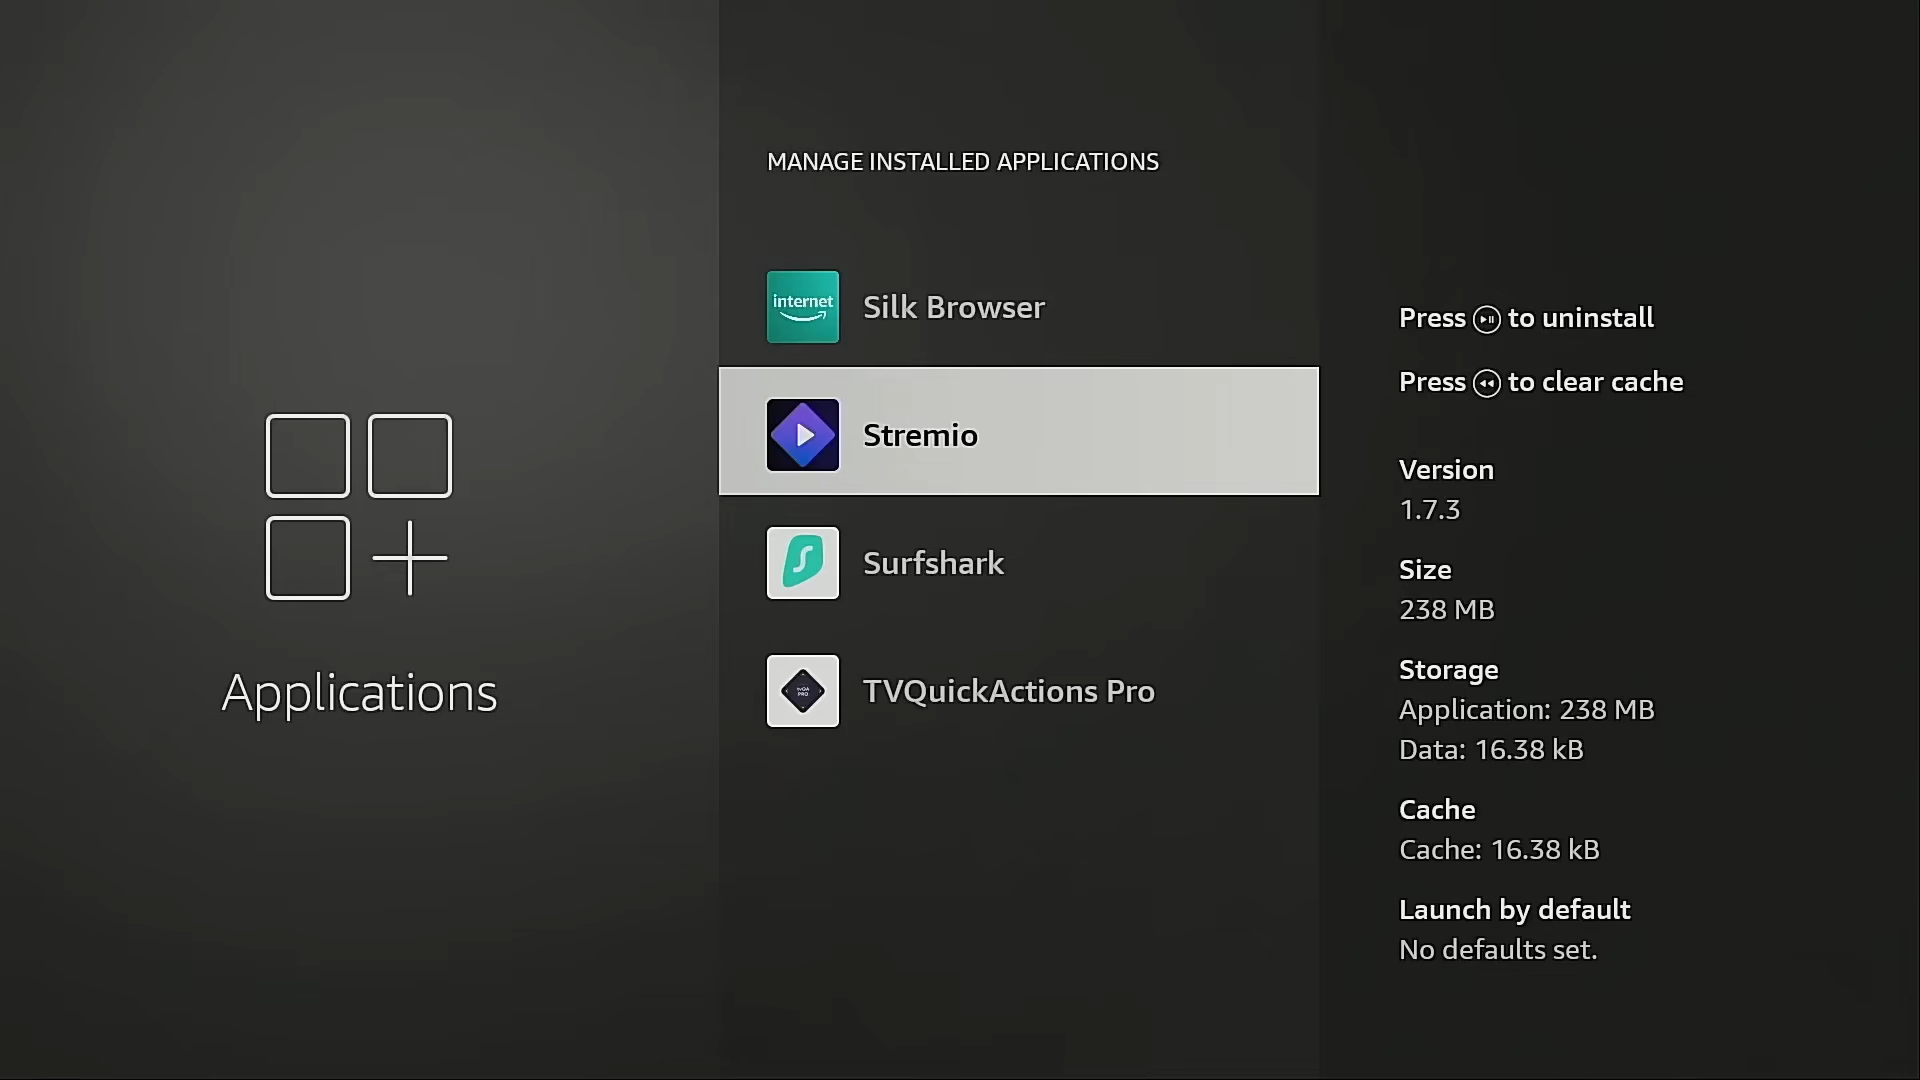 MANAGE INSTALLED APPLICATIONS
internet
Silk Browser
Stremio
Surfshark
TVQA
PRO
TVQuickActions Pro
Applications
Press to uninstall
Press to clear cache
Version
1.7.3
Size
238 MB
Storage
Application: 238 MB
Data: 16.38 kB
Cache
Cache: 16.38 kB
Launch by default
No defaults set.